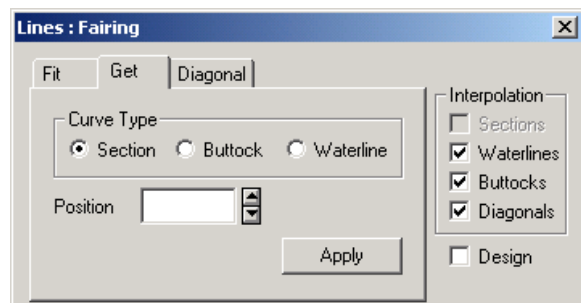 Lines : Fairing
Fit Get Diagonal
Curve Type
Section Buttock Waterline
Position
Apply
Interpolation
Sections
Waterlines
Buttocks
Diagonals
Design